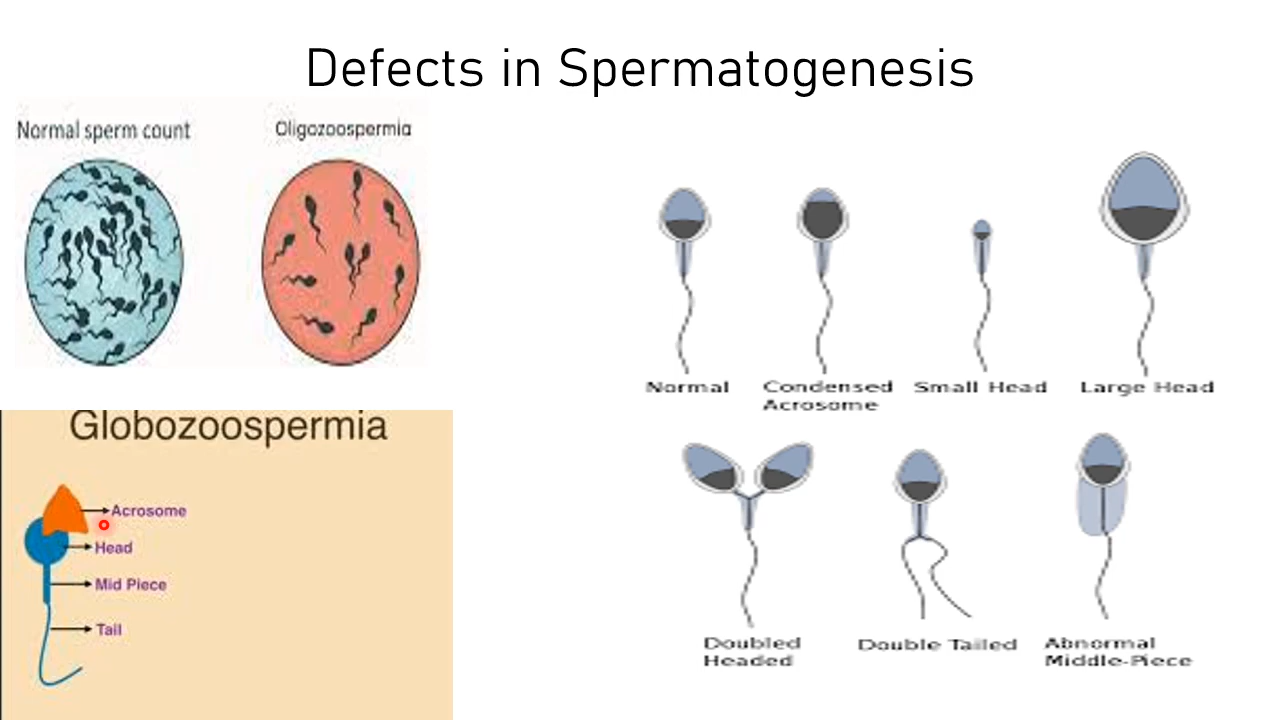 Defects in Spermatogenesis
Normal sperm count
Oligozoospermia
Normal
Condensed
Acrosome
Small Head
Large Head
Globozoospermia
Acrosome
Head
Mid Piece
Tail
Doubled
Headed
Double Tailed
Abnormal
Middle-Piece